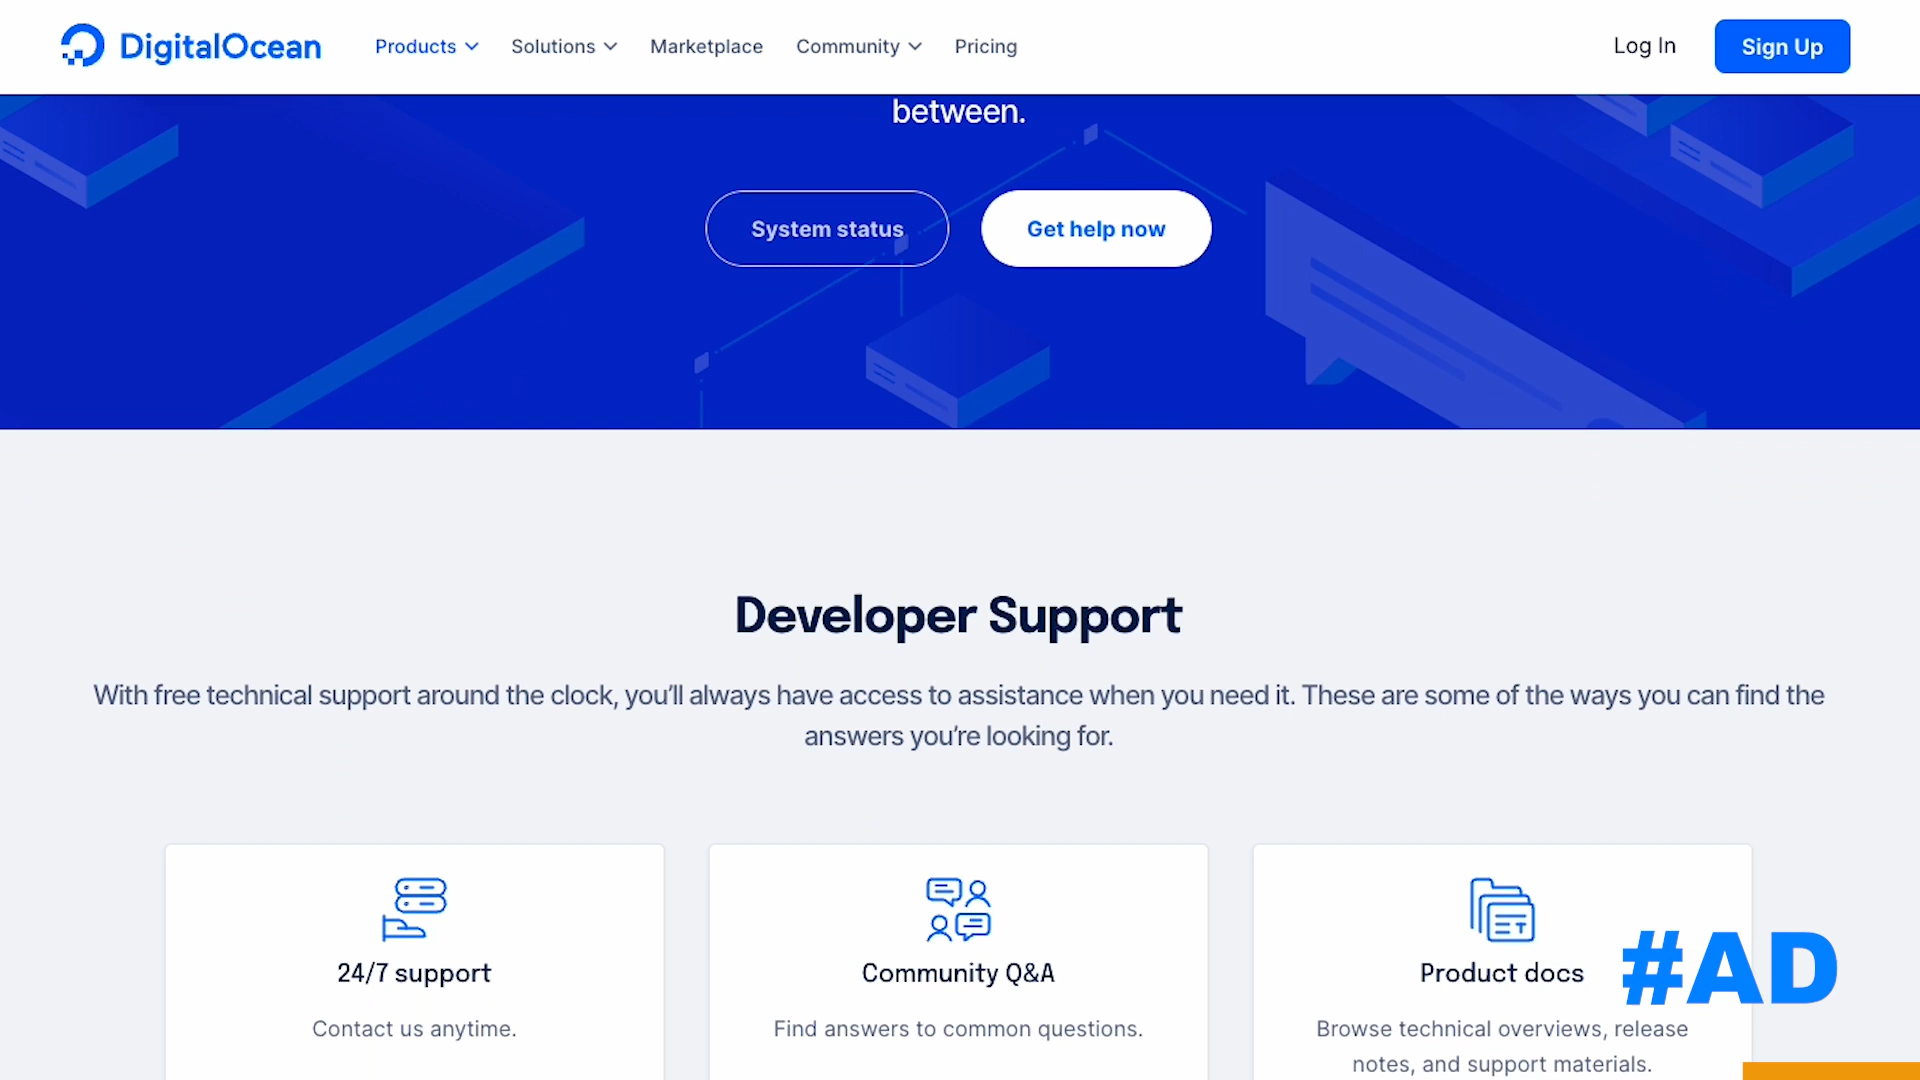 DigitalOcean
Products
Solutions
Marketplace
Community
Pricing
Log In
Sign Up
between.
System status
Get help now
Developer Support
With free technical support around the clock, you’ll always have access to assistance when you need it. These are some of the ways you can find the
answers you’re looking for.
24/7 support
Contact us anytime.
Community Q&A
Find answers to common questions.
Product docs
Browse technical overviews, release
notes, and support materials.
#AD